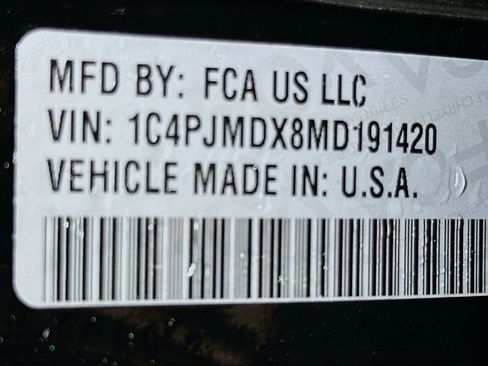 MFD BY: FCA US LLC
VIN: 1C4PJMDX8MD191420
VEHICLE MADE IN: U.S.A.